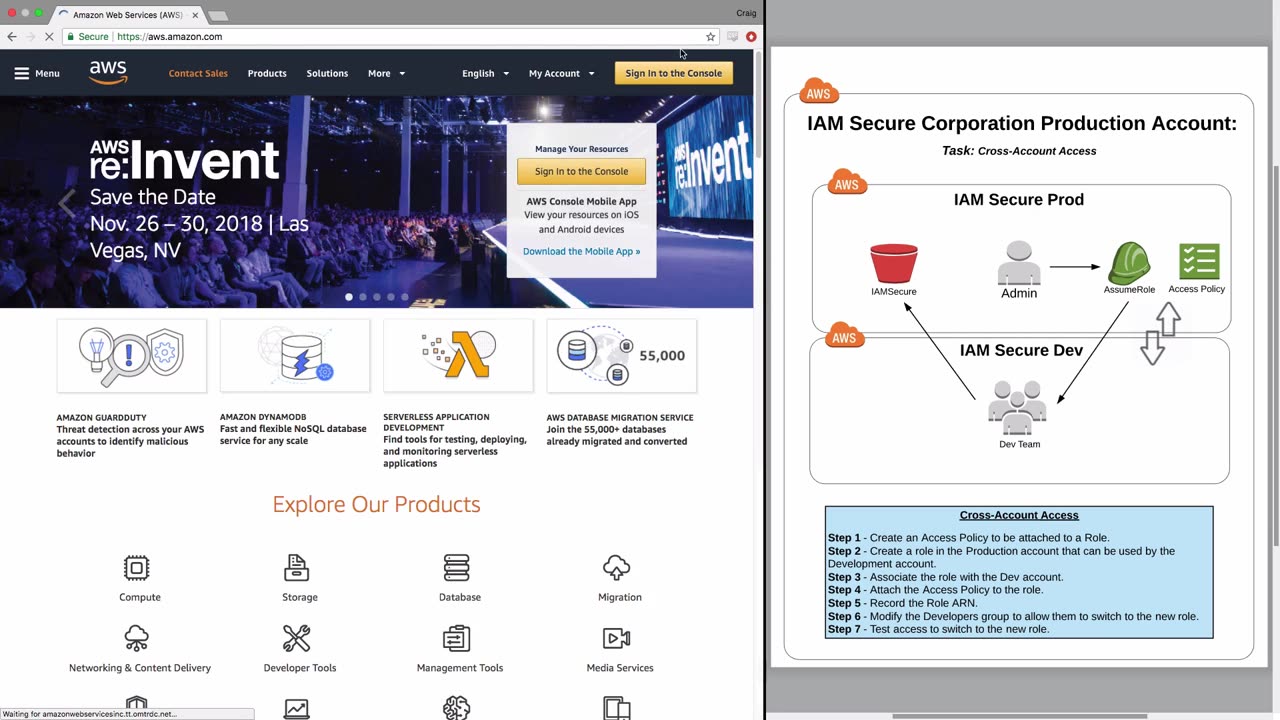 Amazon Web Services (AWS)
Craig
Secure
https://aws.amazon.com
Menu
aws
Contact Sales
Products
Solutions
More
English
My Account
Sign In to the Console
AWS
re:Invent
Save the Date
Nov. 26 – 30, 2018 | Las
Vegas, NV
Manage Your Resources
Sign In to the Console
AWS Console Mobile App
View your resources on iOS
and Android devices
Download the Mobile App »
AWS
re:Invent
55,000
AMAZON GUARDDUTY
Threat detection across your AWS
accounts to identify malicious
behavior
AMAZON DYNAMODB
Fast and flexible NoSQL database
service for any scale
SERVERLESS APPLICATION
DEVELOPMENT
Find tools for testing, deploying,
and monitoring serverless
applications
AWS DATABASE MIGRATION SERVICE
Join the 55,000+ databases
already migrated and converted
Explore Our Products
Compute
Storage
Database
Migration
Networking & Content Delivery
Developer Tools
Management Tools
Media Services
Waiting for amazonwebservicesinc.tt.omtrdc.net...
AWS
IAM Secure Corporation Production Account:
Task: Cross-Account Access
AWS
IAM Secure Prod
IAMSecure
Admin
AssumeRole
Access Policy
AWS
IAM Secure Dev
Dev Team
Cross-Account Access
Step 1 - Create an Access Policy to be attached to a Role.
Step 2 - Create a role in the Production account that can be used by the
Development account.
Step 3 - Associate the role with the Dev account.
Step 4 - Attach the Access Policy to the role.
Step 5 - Record the Role ARN.
Step 6 - Modify the Developers group to allow them to switch to the new role.
Step 7 - Test access to switch to the new role.